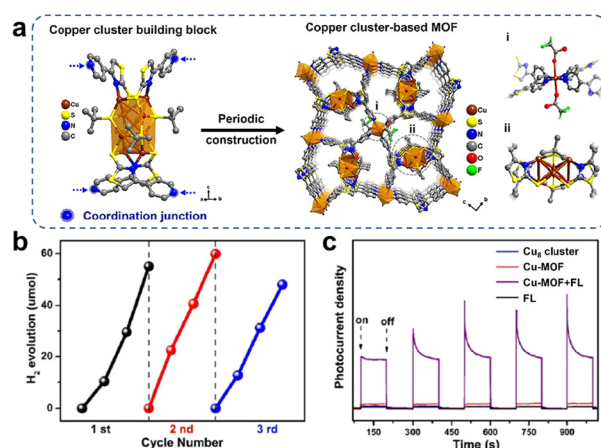 a
Copper cluster building block
Copper cluster-based MOF
i
Cu
S
N
C
Periodic
construction
i
ii
Cu
S
N
C
O
F
ii
Coordination junction
a
c
b
c
b
b
H2 evolution (umol)
60
40
20
0
1 st
2 nd
3 rd
Cycle Number
c
Photocurrent density
Cu8 cluster
Cu-MOF
Cu-MOF+FL
FL
on
off
150
300
450
600
750
900
Time (s)